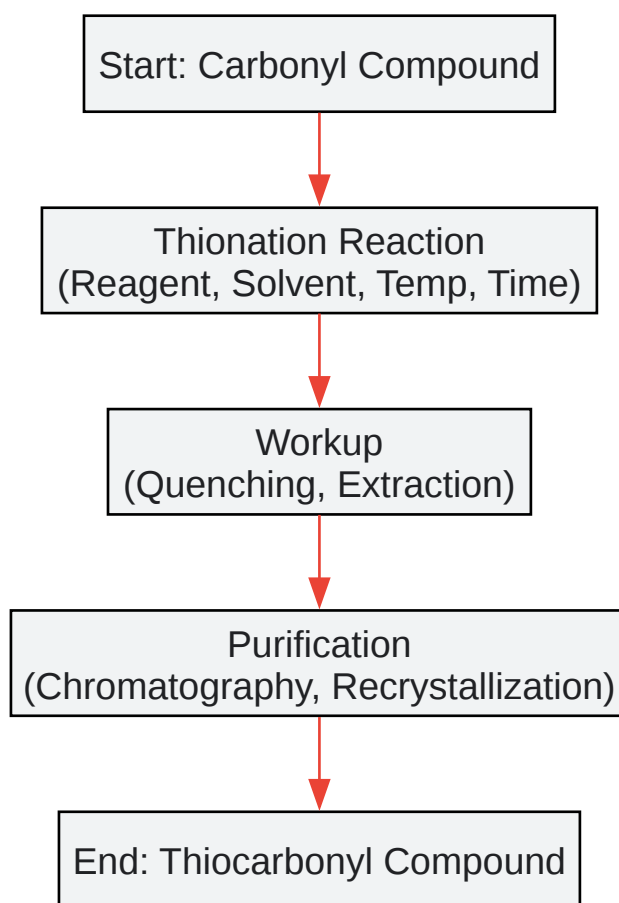 Start: Carbonyl Compound
Thionation Reaction
(Reagent, Solvent, Temp, Time)
Workup
(Quenching, Extraction)
Purification
(Chromatography, Recrystallization)
End: Thiocarbonyl Compound